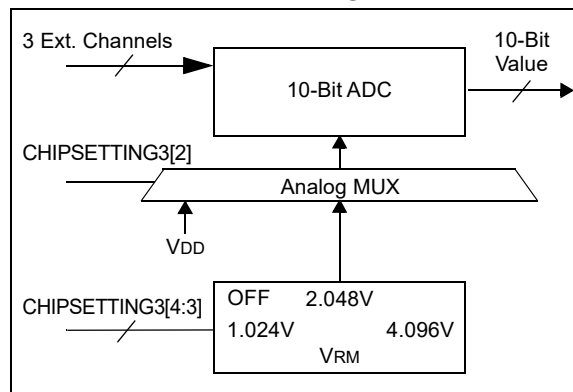 3 Ext. Channels
10-Bit
Value
10-Bit ADC
CHIPSETTING3[2]
Analog MUX
VDD
CHIPSETTING3[4:3]
OFF 2.048V
1.024V 4.096V
VRM